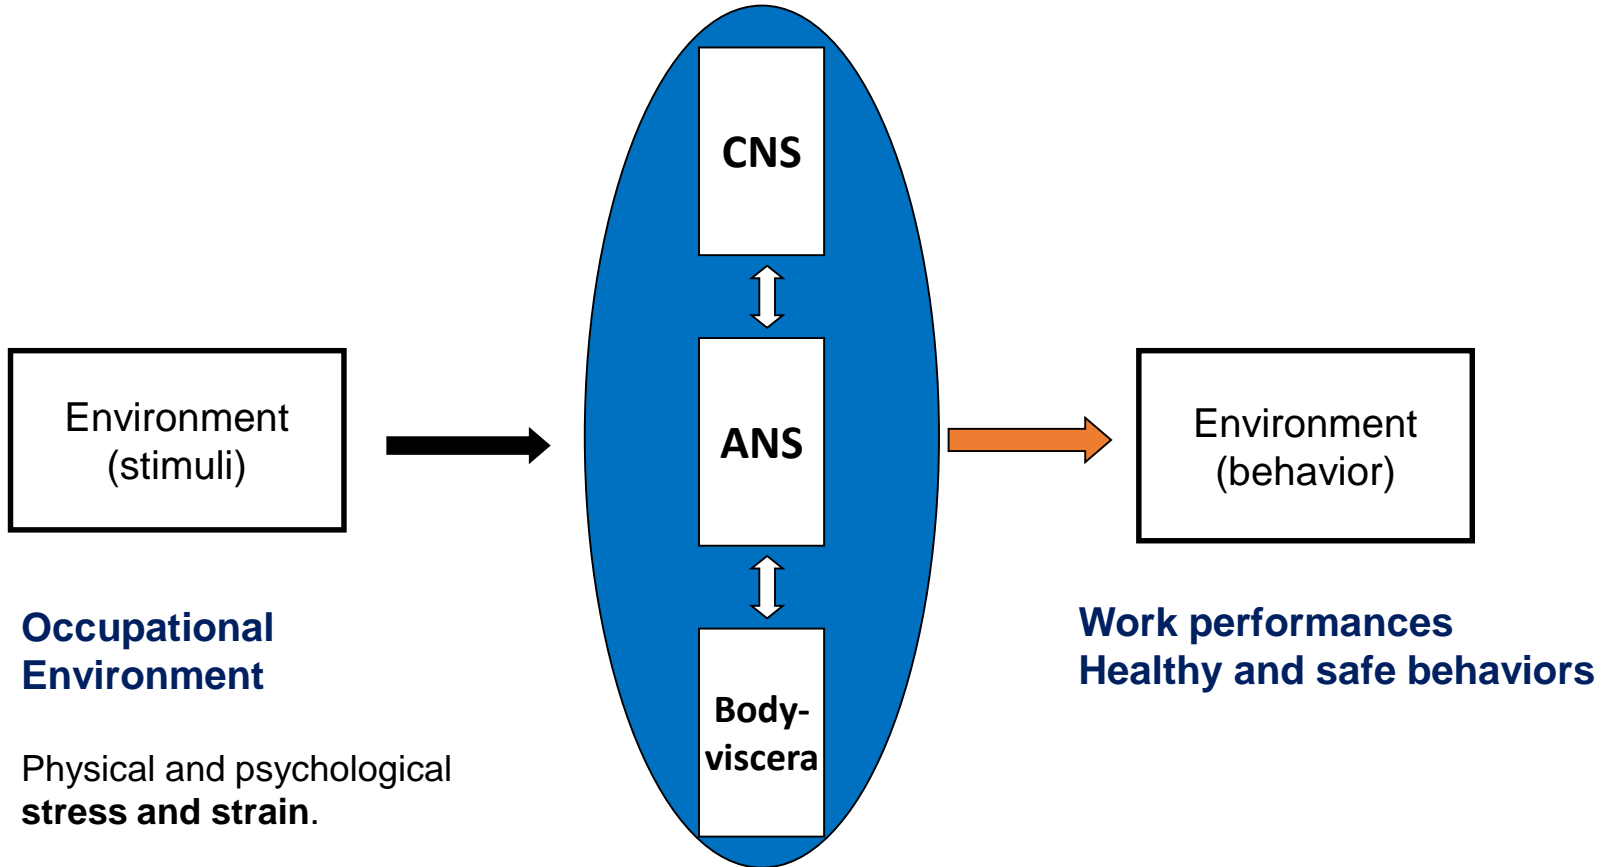 CNS
ANS
Body-
viscera
Environment
(stimuli)
Occupational
Environment
Physical and psychological
stress and strain.
Environment
(behavior)
Work performances
Healthy and safe behaviors